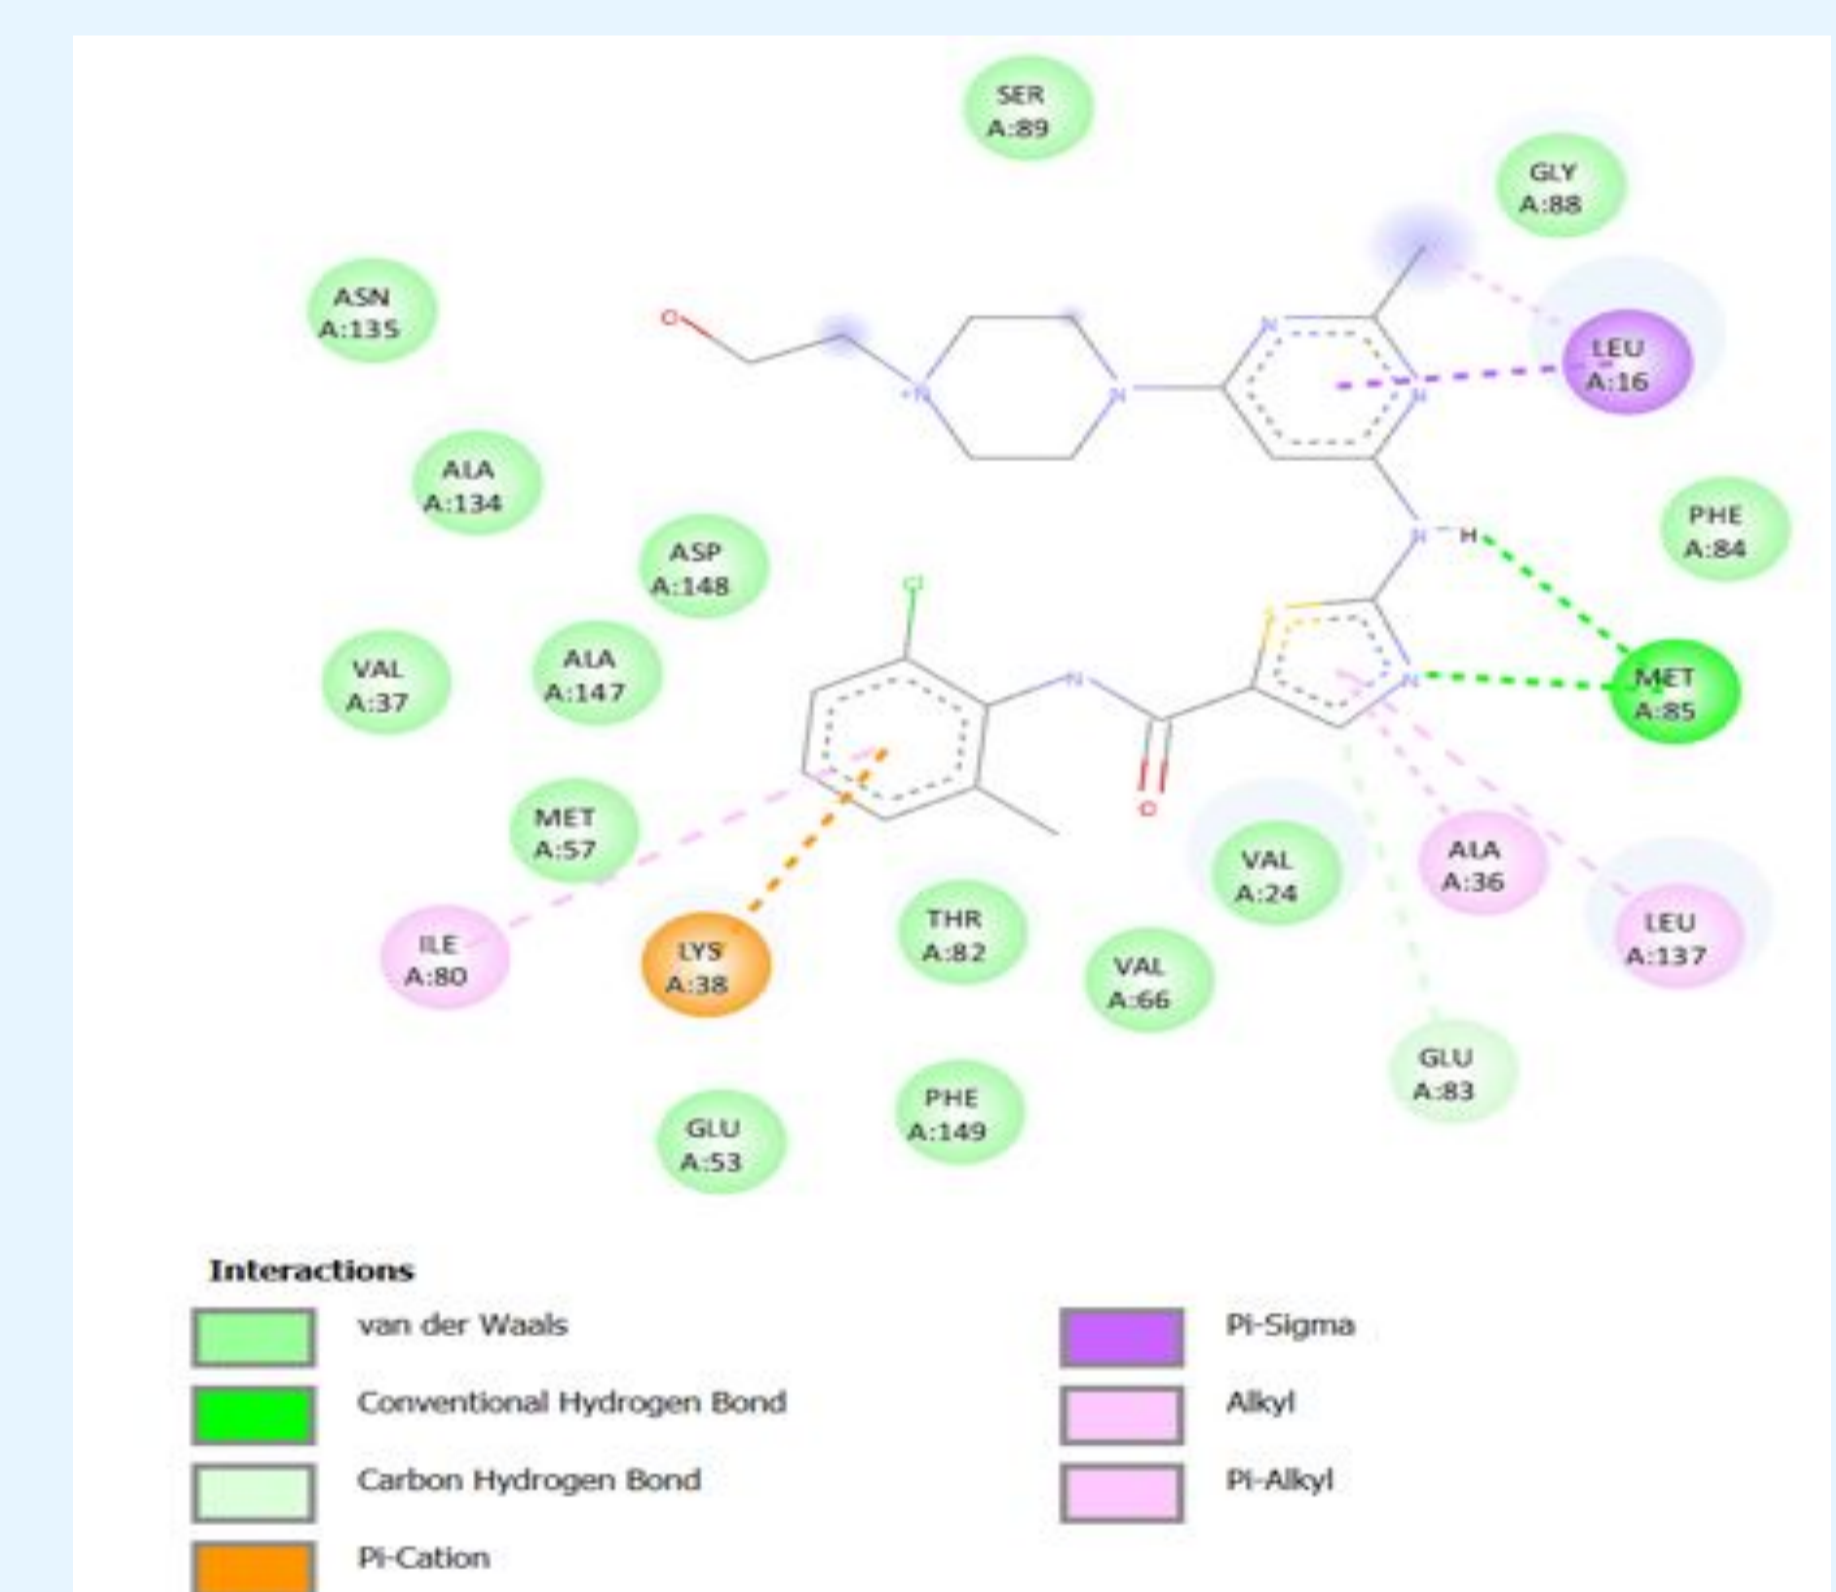 SER
A:89
GLY
A:88
ASN
A:135
O
N
LEU
A:16
+N
N
N
ALA
A:134
PHE
A:84
ASP
A:148
N
H
Cl
S
VAL
A:37
ALA
A:147
N
N
MET
A:85
O
MET
A:57
VAL
A:24
ALA
A:36
ILE
A:80
LYS
A:38
THR
A:82
VAL
A:66
LEU
A:137
GLU
A:83
GLU
A:53
PHE
A:149
Interactions
van der Waals
Conventional Hydrogen Bond
Carbon Hydrogen Bond
Pi-Cation
Pi-Sigma
Alkyl
Pi-Alkyl